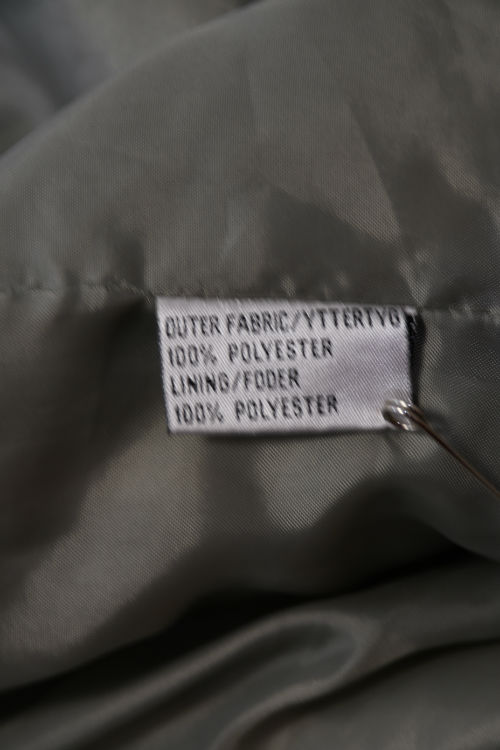 OUTER FABRIC/YTTERTYG
100% POLYESTER
LINING/FODER
100% POLYESTER